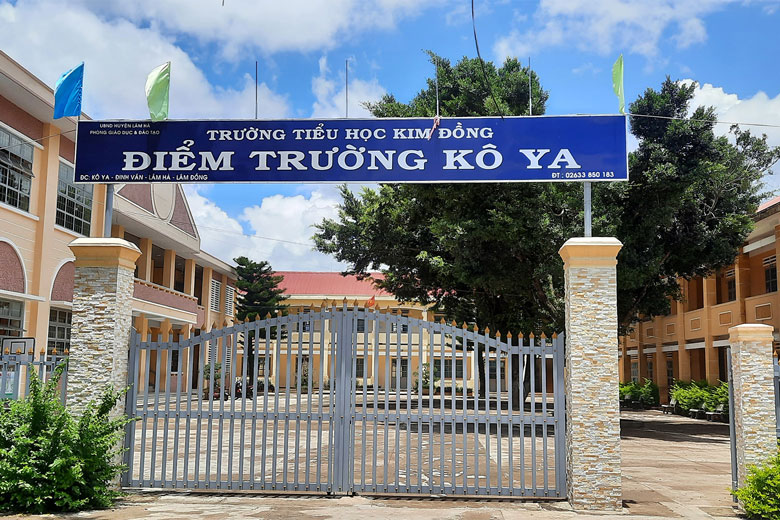 UBND HUYỆN LÂM HÀ
PHÒNG GIÁO DỤC & ĐÀO TẠO
TRƯỜNG TIỂU HỌC KIM ĐỒNG
ĐIỂM TRƯỜNG KÔ YA
ĐC: KÔ YA - ĐINH VĂN - LÂM HÀ - LÂM ĐỒNG
ĐT : 02633 850 183